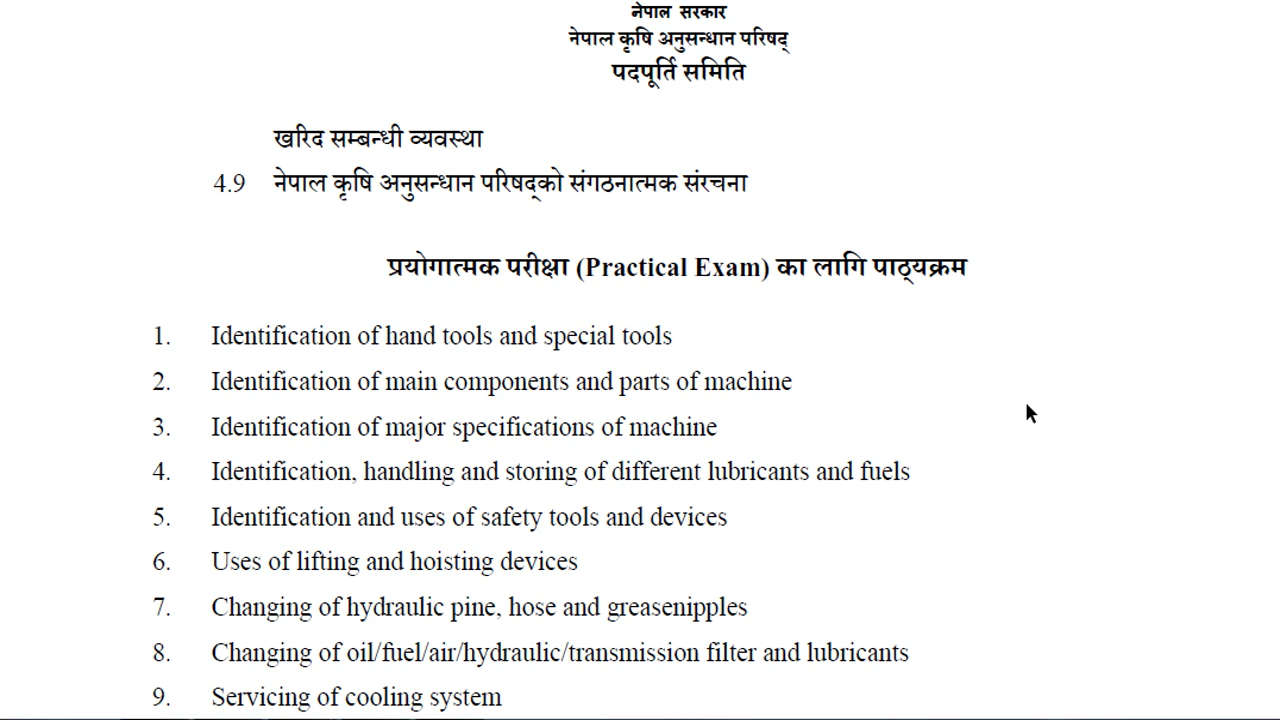 नेपाल सरकार
नेपाल कृषि अनुसन्धान परिषद्
पदपूर्ति समिति
खरिद सम्बन्धी व्यवस्था
4.9 नेपाल कृषि अनुसन्धान परिषद्को संगठनात्मक संरचना
प्रयोगात्मक परीक्षा (Practical Exam) का लागि पाठ्यक्रम
1. Identification of hand tools and special tools
2. Identification of main components and parts of machine
3. Identification of major specifications of machine
4. Identification, handling and storing of different lubricants and fuels
5. Identification and uses of safety tools and devices
6. Uses of lifting and hoisting devices
7. Changing of hydraulic pine, hose and greasenipples
8. Changing of oil/fuel/air/hydraulic/transmission filter and lubricants
9. Servicing of cooling system